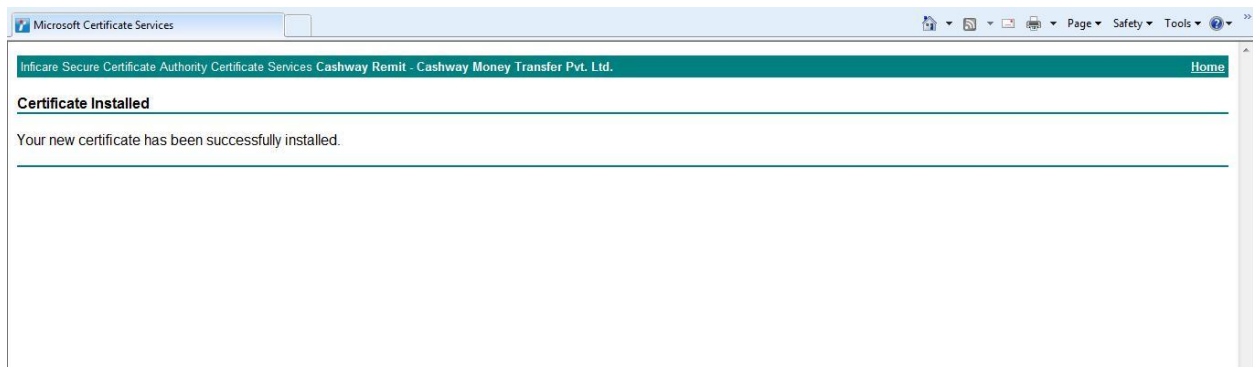 Microsoft Certificate Services
Page Safety Tools
Inficare Secure Certificate Authority Certificate Services Cashway Remit - Cashway Money Transfer Pvt. Ltd. Home
Certificate Installed
Your new certificate has been successfully installed.